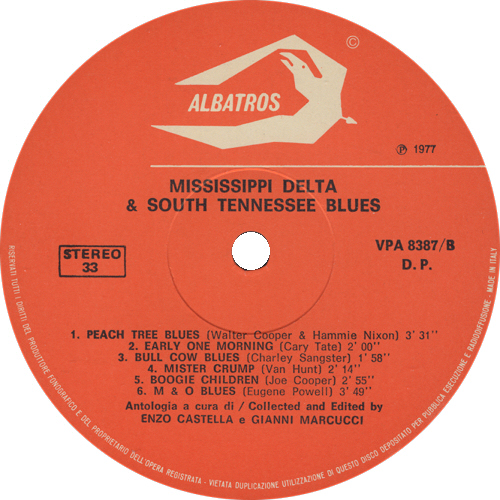 ©
ALBATROS
℗ 1977
MISSISSIPPI DELTA
& SOUTH TENNESSEE BLUES
STEREO
33
VPA 8387/B
D. P.
1. PEACH TREE BLUES (Walter Cooper & Hammie Nixon) 3' 31"
2. EARLY ONE MORNING (Cary Tate) 2' 00"
3. BULL COW BLUES (Charley Sangster) 1' 58"
4. MISTER CRUMP (Van Hunt) 2' 14"
5. BOOGIE CHILDREN (Joe Cooper) 2' 55"
6. M & O BLUES (Eugene Powell) 3' 49"
Antologia a cura di / Collected and Edited by
ENZO CASTELLA e GIANNI MARCUCCI
RISERVATI TUTTI I DIRITTI DEL PRODUTTORE FONOGRAFICO E DEL PROPRIETARIO DELL'OPERA REGISTRATA - VIETATA DUPLICAZIONE UTILIZZAZIONE DI QUESTO DISCO DEPOSITATO PER PUBBLICA ESECUZIONE E RADIODIFFUSIONE. MADE IN ITALY